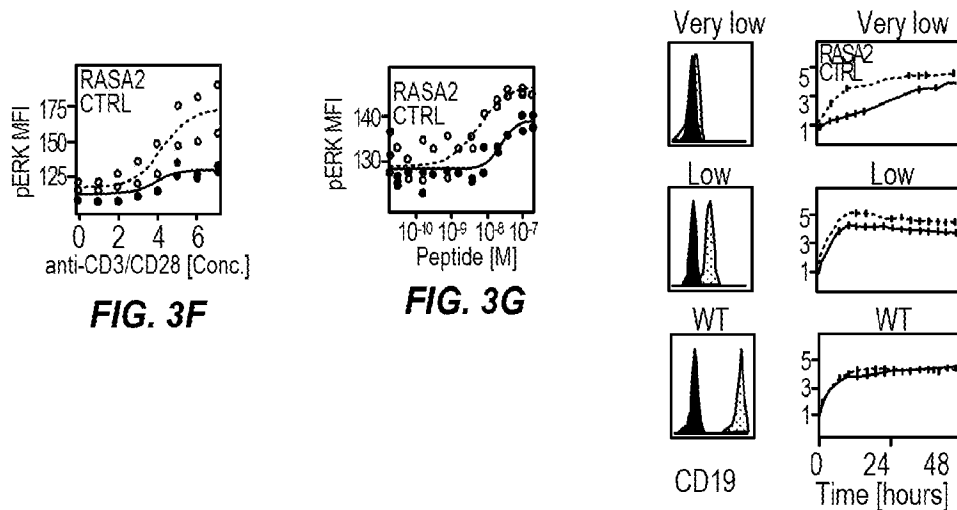 RASA2
CTRL
pERK MFI
175
150
125
0 2 4 6
anti-CD3/CD28 [Conc.]
FIG. 3F
RASA2
CTRL
pERK MFI
140
130
10-10 10-9 10-8 10-7
Peptide [M]
FIG. 3G
Very low
Very low
RASA2
CTRL
5
3
1
Low
Low
5
3
1
WT
WT
5
3
1
0 24 48
CD19
Time [hours]